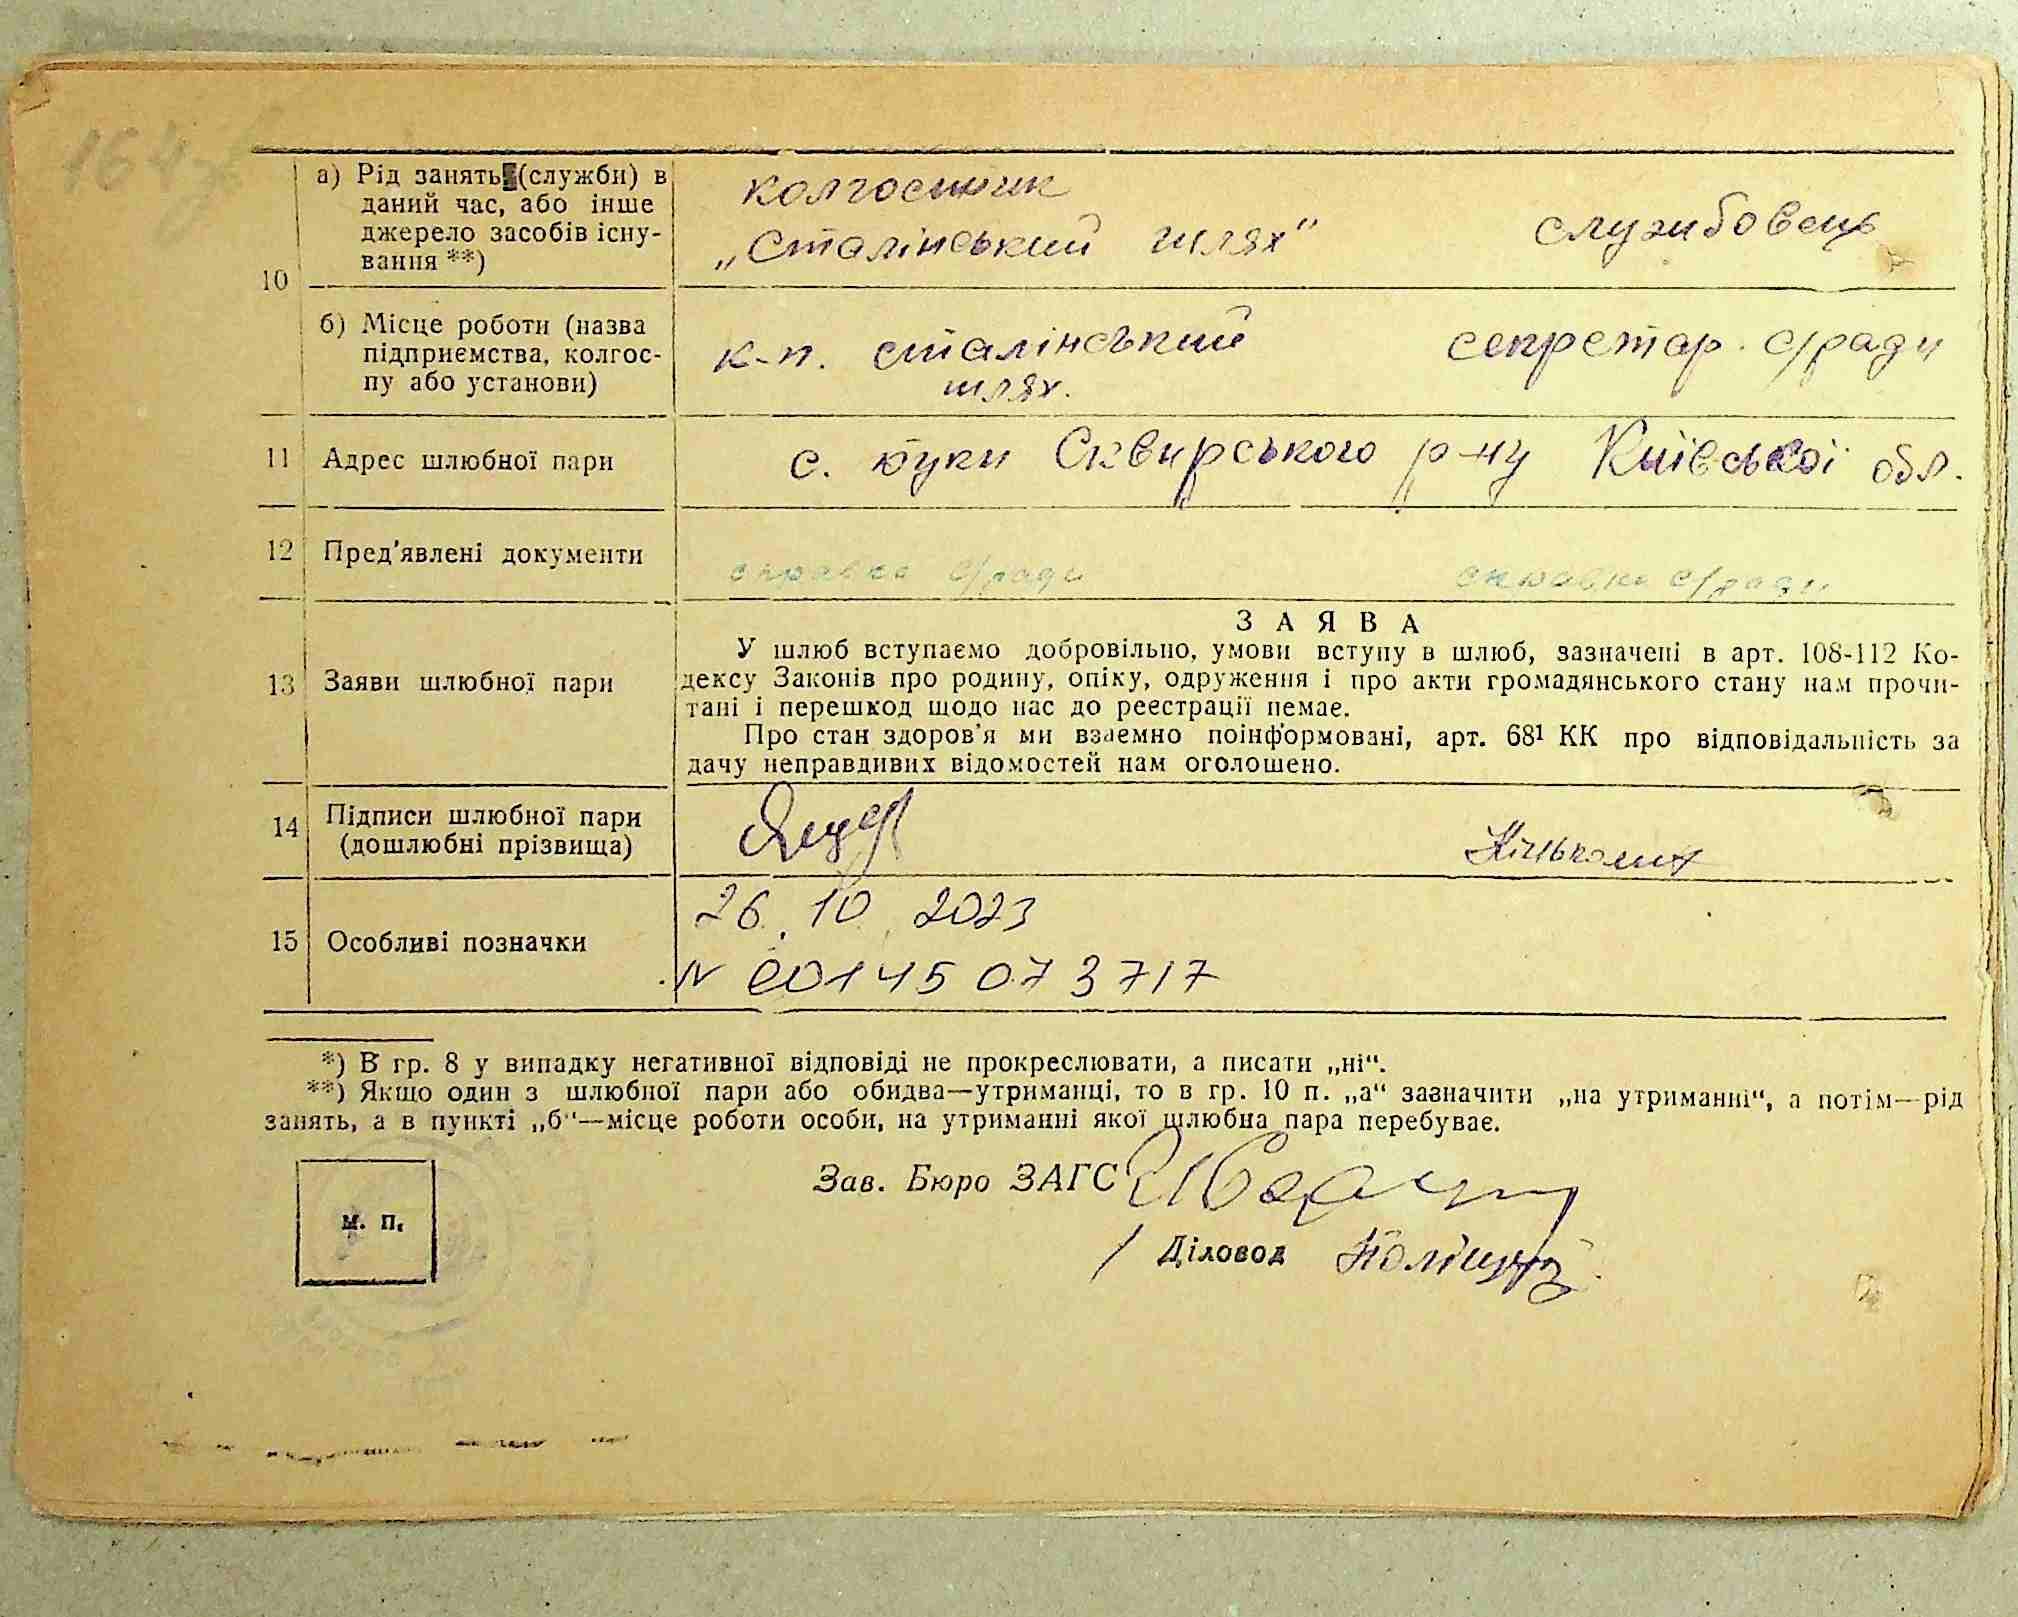 164зв
а) Рід занять (служби) в
даний час, або інше
джерело засобів існу-
вання **)
колгоспник
„Сталінський шлях"
службовець
10
б) Місце роботи (назва
підприємства, колгос-
пу або установи)
к-п. сталінський
шлях.
секретар. с/ради
11 Адрес шлюбної пари
с. Буки Сквирського р-ну Київської обл.
12 Пред'явлені документи
справка с/ради справка с/ради
13 Заяви шлюбної пари
ЗАЯВА
У шлюб вступаємо добровільно, умови вступу в шлюб, зазначені в арт. 108-112 Ко-
дексу Законів про родину, опіку, одруження і про акти громадянського стану нам прочи-
тані і перешкод щодо нас до реєстрації немає.
Про стан здоров'я ми взаємно поінформовані, арт. 68¹ КК про відповідальність за
дачу неправдивих відомостей нам оголошено.
14 Підписи шлюбної пари
(дошлюбні прізвища)
15 Особливі позначки
26.10.2023
N 00145073717
*) В гр. 8 у випадку негативної відповіді не прокреслювати, а писати „ні“.
**) Якщо один з шлюбної пари або обидва—утриманці, то в гр. 10 п. „а“ зазначити „на утриманні“, а потім—рід
занять, а в пункті „б“—місце роботи особи, на утриманні якої шлюбна пара перебуває.
Зав. Бюро ЗАГС
м. п.
Діловод